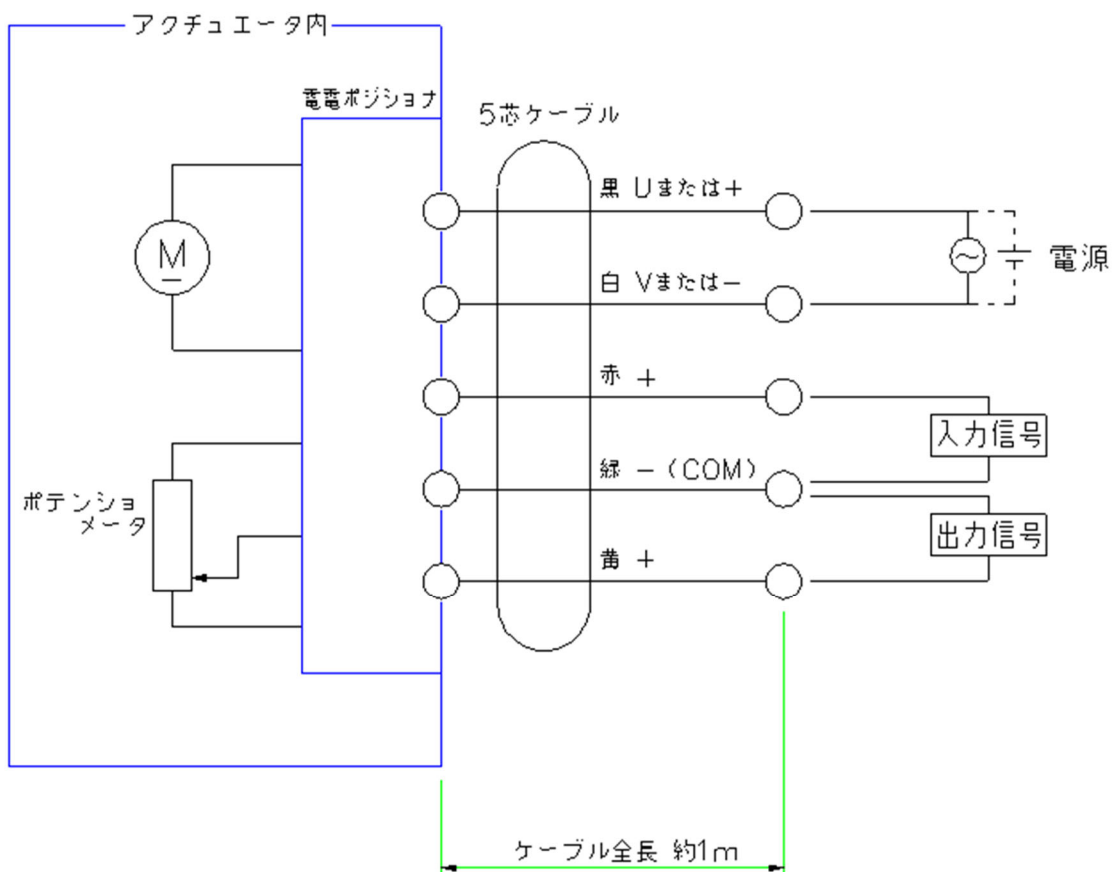 アクチュエータ内
電電ポジショナ
5芯ケーブル
黒 Uまたは+
白 Vまたは−
電源
M
赤 +
入力信号
緑 −(COM)
ポテンショ
メータ
出力信号
黄 +
ケーブル全長 約1m